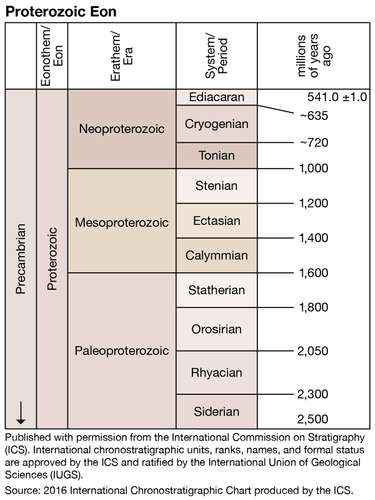 Proterozoic Eon
Eonothem/
Eon
Erathem/
Era
System/
Period
millions
of years
ago
Precambrian
Proterozoic
Neoproterozoic
Ediacaran
541.0 ±1.0
~635
Cryogenian
~720
Tonian
1,000
Mesoproterozoic
Stenian
1,200
Ectasian
1,400
Calymmian
1,600
Paleoproterozoic
Statherian
1,800
Orosirian
2,050
Rhyacian
2,300
Siderian
2,500
Published with permission from the International Commission on Stratigraphy
(ICS). International chronostratigraphic units, ranks, names, and formal status
are approved by the ICS and ratified by the International Union of Geological
Sciences (IUGS).
Source: 2016 International Chronostratigraphic Chart produced by the ICS.